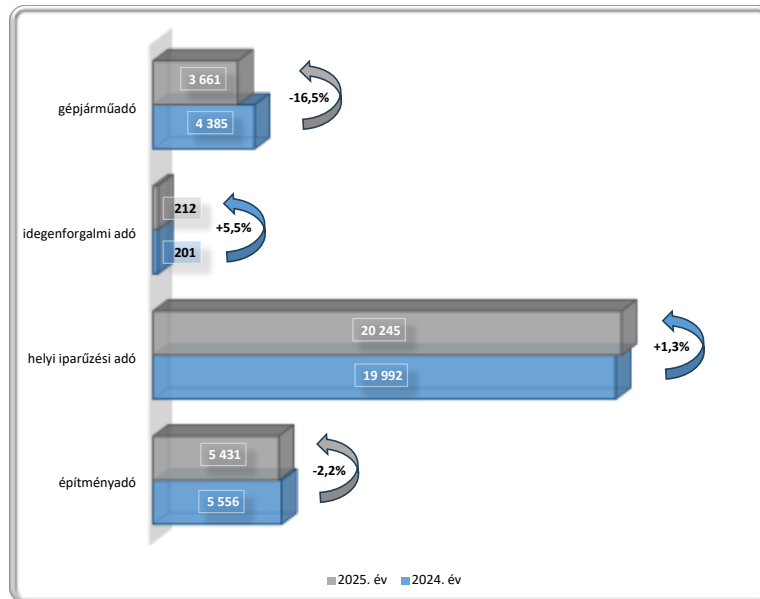 3 661
-16,5%
gépjárműadó
4 385
212
+5,5%
idegenforgalmi adó
201
20 245
+1,3%
helyi iparűzési adó
19 992
5 431
-2,2%
építményadó
5 556
2025. év 2024. év